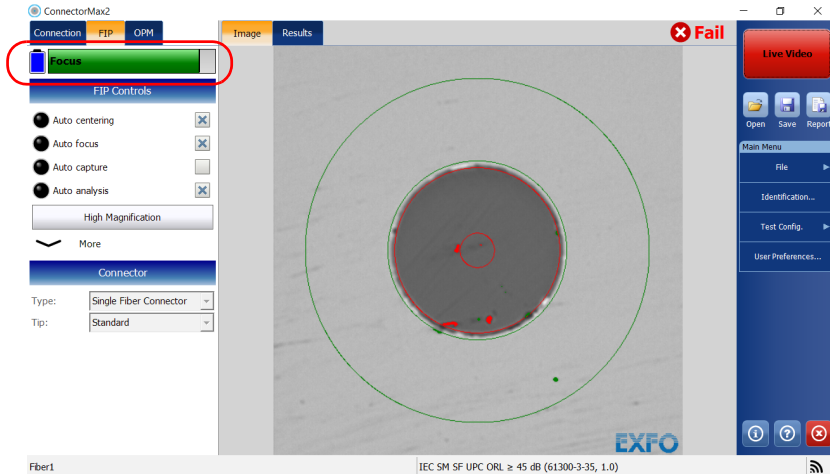 ConnectorMax2
Connection FIP OPM
Image Results
Fail
Live Video
Focus
FIP Controls
Open Save Report
Auto centering
Auto focus
Main Menu
Auto capture
File
Auto analysis
Identification...
High Magnification
Test Config.
More
User Preferences...
Connector
Type: Single Fiber Connector
Tip: Standard
EXFO
Fiber1
IEC SM SF UPC ORL ≥ 45 dB (61300-3-35, 1.0)